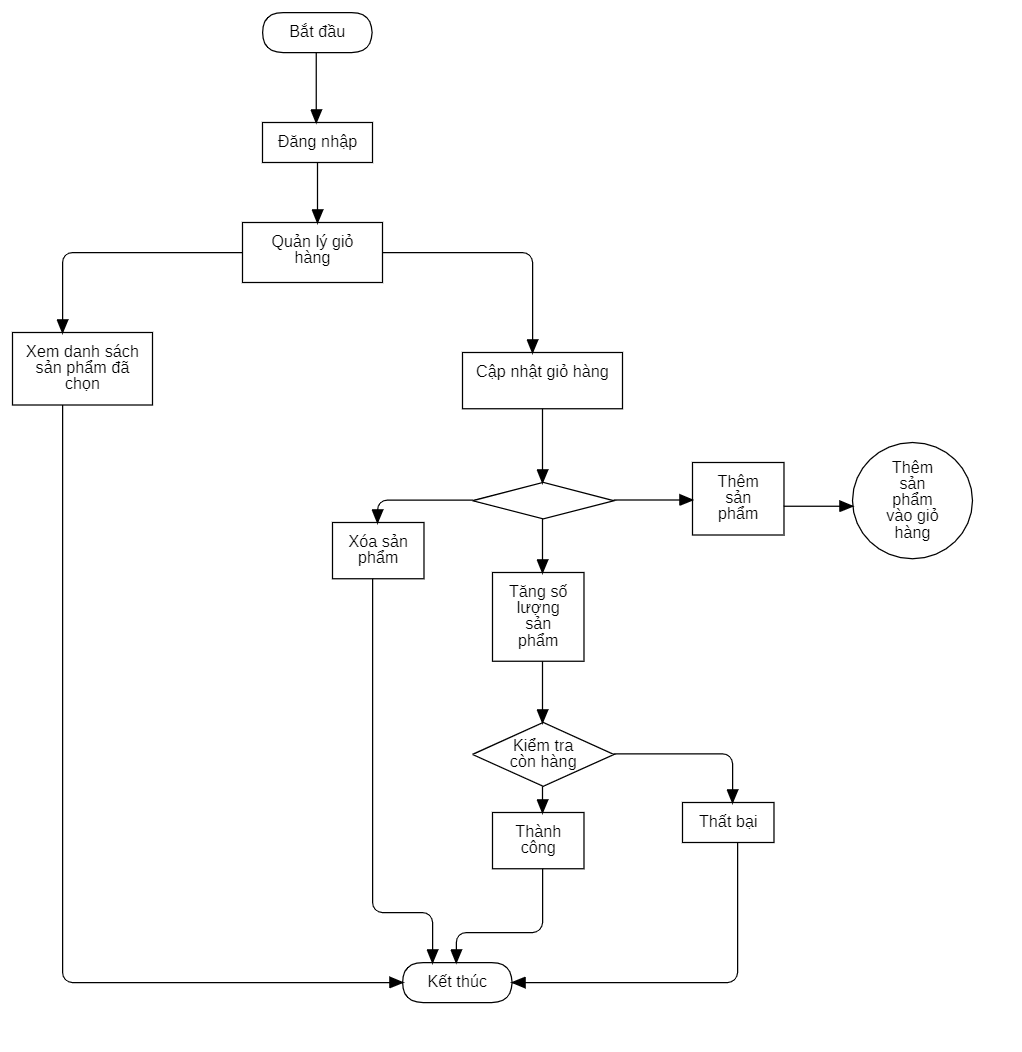 Bắt đầu
Đăng nhập
Quản lý giỏ
hàng
Xem danh sách
sản phẩm đã
chọn
Cập nhật giỏ hàng
Thêm
sản
phẩm
Thêm
sản
phẩm
vào giỏ
hàng
Xóa sản
phẩm
Tăng số
lượng
sản
phẩm
Kiểm tra
còn hàng
Thành
công
Thất bại
Kết thúc